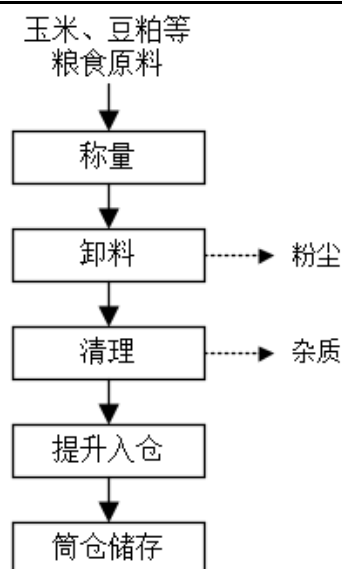 玉米、豆粕等
粮食原料
称量
卸料
粉尘
清理
杂质
提升入仓
筒仓储存